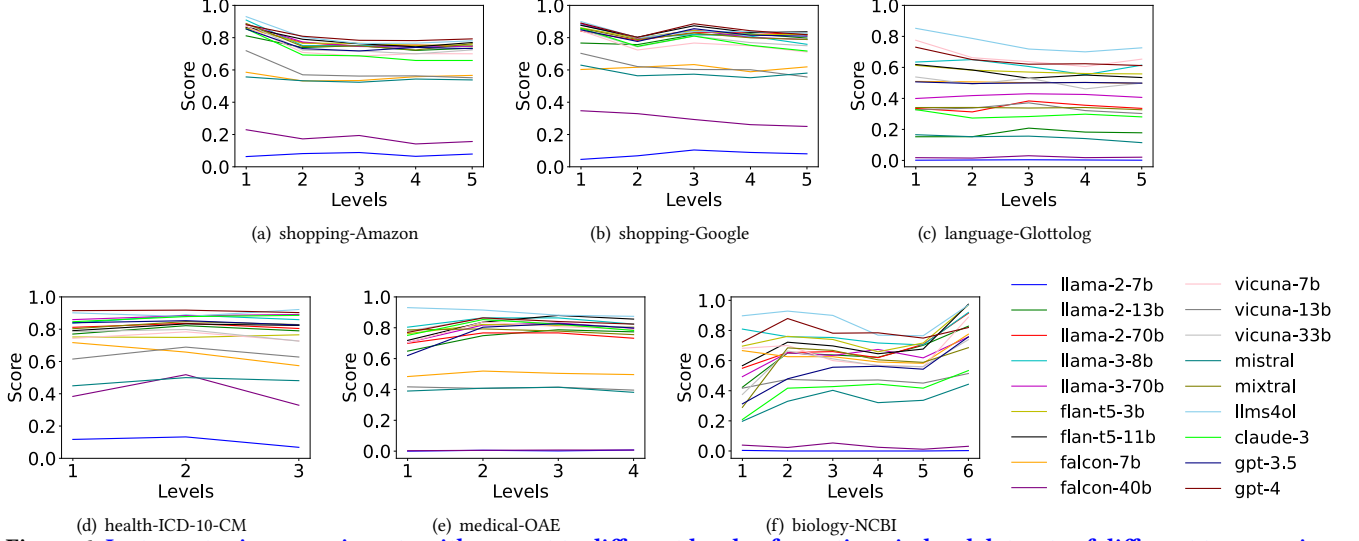 1.0
0.8
0.6
0.4
0.2
0.0
Score
1 2 3 4 5
Levels
(a) shopping-Amazon
1.0
0.8
0.6
0.4
0.2
0.0
Score
1 2 3 4 5
Levels
(b) shopping-Google
1.0
0.8
0.6
0.4
0.2
0.0
Score
1 2 3 4 5
Levels
(c) language-Glottolog
1.0
0.8
0.6
0.4
0.2
0.0
Score
1 2 3
Levels
(d) health-ICD-10-CM
1.0
0.8
0.6
0.4
0.2
0.0
Score
1 2 3 4
Levels
(e) medical-OAE
1.0
0.8
0.6
0.4
0.2
0.0
Score
1 2 3 4 5 6
Levels
(f) biology-NCBI
llama-2-7b
llama-2-13b
llama-2-70b
llama-3-8b
llama-3-70b
flan-t5-3b
flan-t5-11b
falcon-7b
falcon-40b
vicuna-7b
vicuna-13b
vicuna-33b
mistral
mixtral
llms4ol
claude-3
gpt-3.5
gpt-4